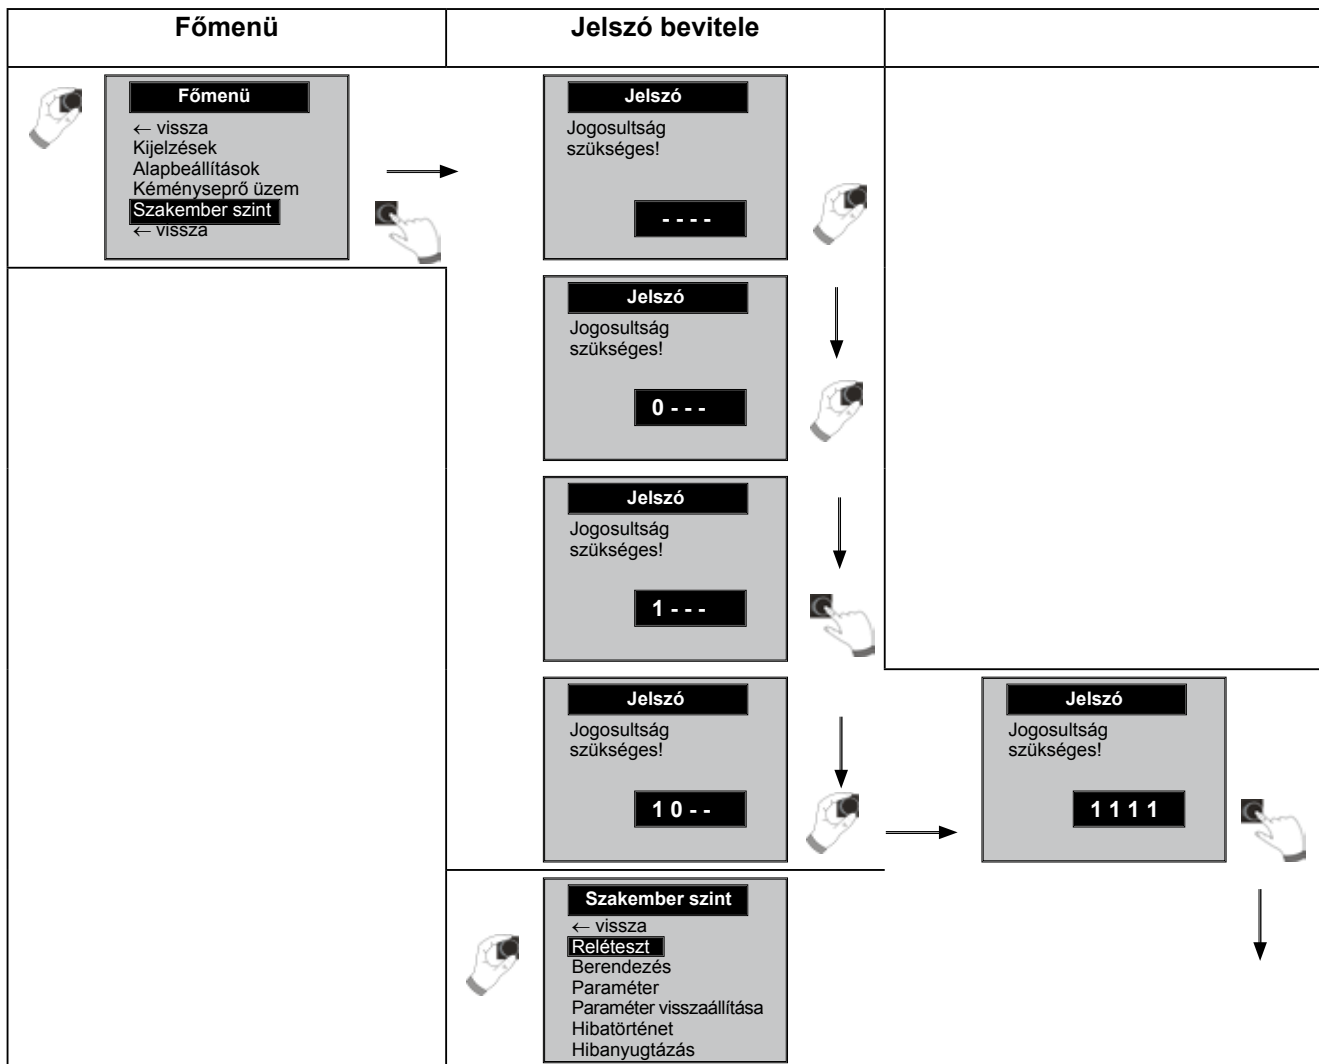 Főmenü
Jelszó bevitele
Főmenü
← vissza
Kijelzések
Alapbeállítások
Kéményseprő üzem
Szakember szint
← vissza
Jelszó
Jogosultság
szükséges!
- - - -
Jelszó
Jogosultság
szükséges!
0 - - -
Jelszó
Jogosultság
szükséges!
1 - - -
Jelszó
Jogosultság
szükséges!
1 0 - -
Jelszó
Jogosultság
szükséges!
1 1 1 1
Szakember szint
← vissza
Reléteszt
Berendezés
Paraméter
Paraméter visszaállítása
Hibatörténet
Hibanyugtázás